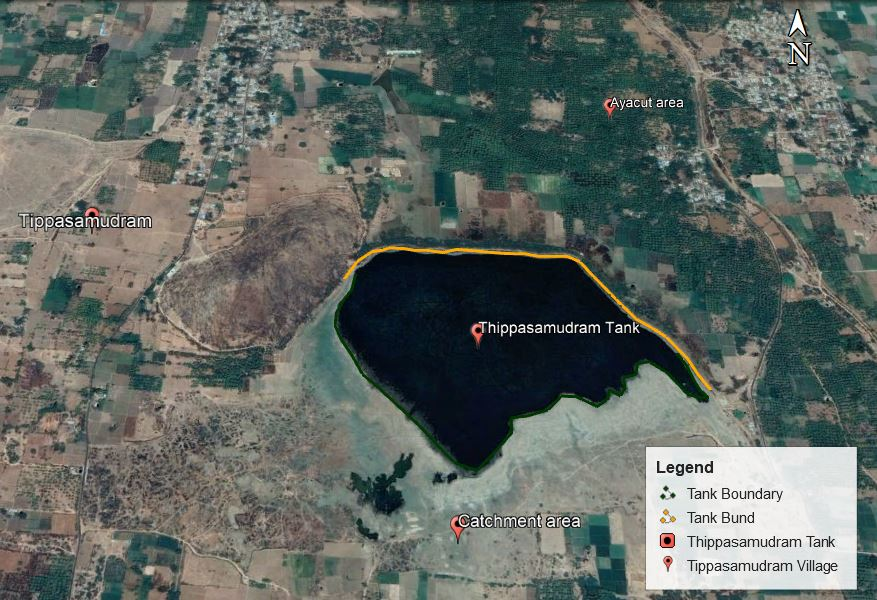 N
Ayacut area
Tippasamudram
Thippasamudram Tank
Catchment area
Legend
Tank Boundary
Tank Bund
Thippasamudram Tank
Tippasamudram Village